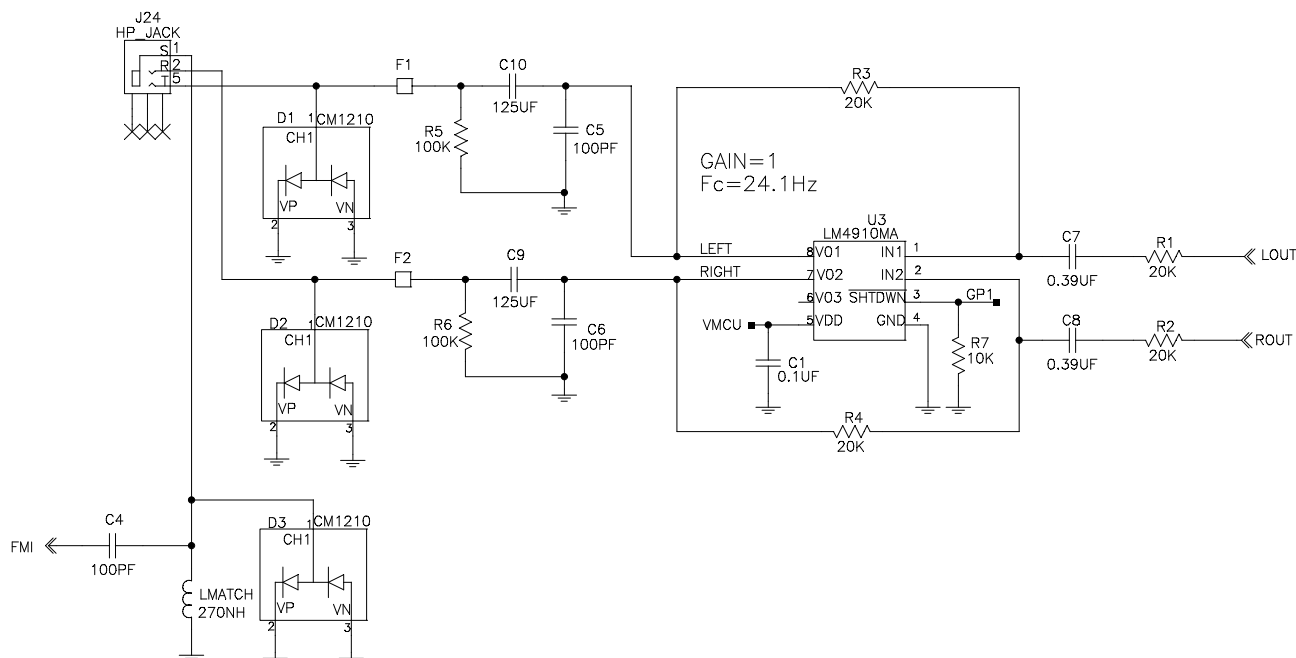 J24
HP_JACK
S 1
R 2
T 5
F1
C10
125UF
R5
100K
C5
100PF
D1 1 CM1210
CH1
VP VN
2 3
R3
20K
GAIN=1
Fc=24.1Hz
U3
LM4910MA
LEFT 8 VO1 IN1 1
RIGHT 7 VO2 IN2 2
6 VO3 SHTDWN 3 GP1
VMCU 5 VDD GND 4
C7
0.39UF
R1
20K
LOUT
F2
C9
125UF
R6
100K
C6
100PF
D2 1 CM1210
CH1
VP VN
2 3
C1
0.1UF
R7
10K
C8
0.39UF
R2
20K
ROUT
R4
20K
FMI
C4
100PF
LMATCH
270NH
D3 1 CM1210
CH1
VP VN
2 3